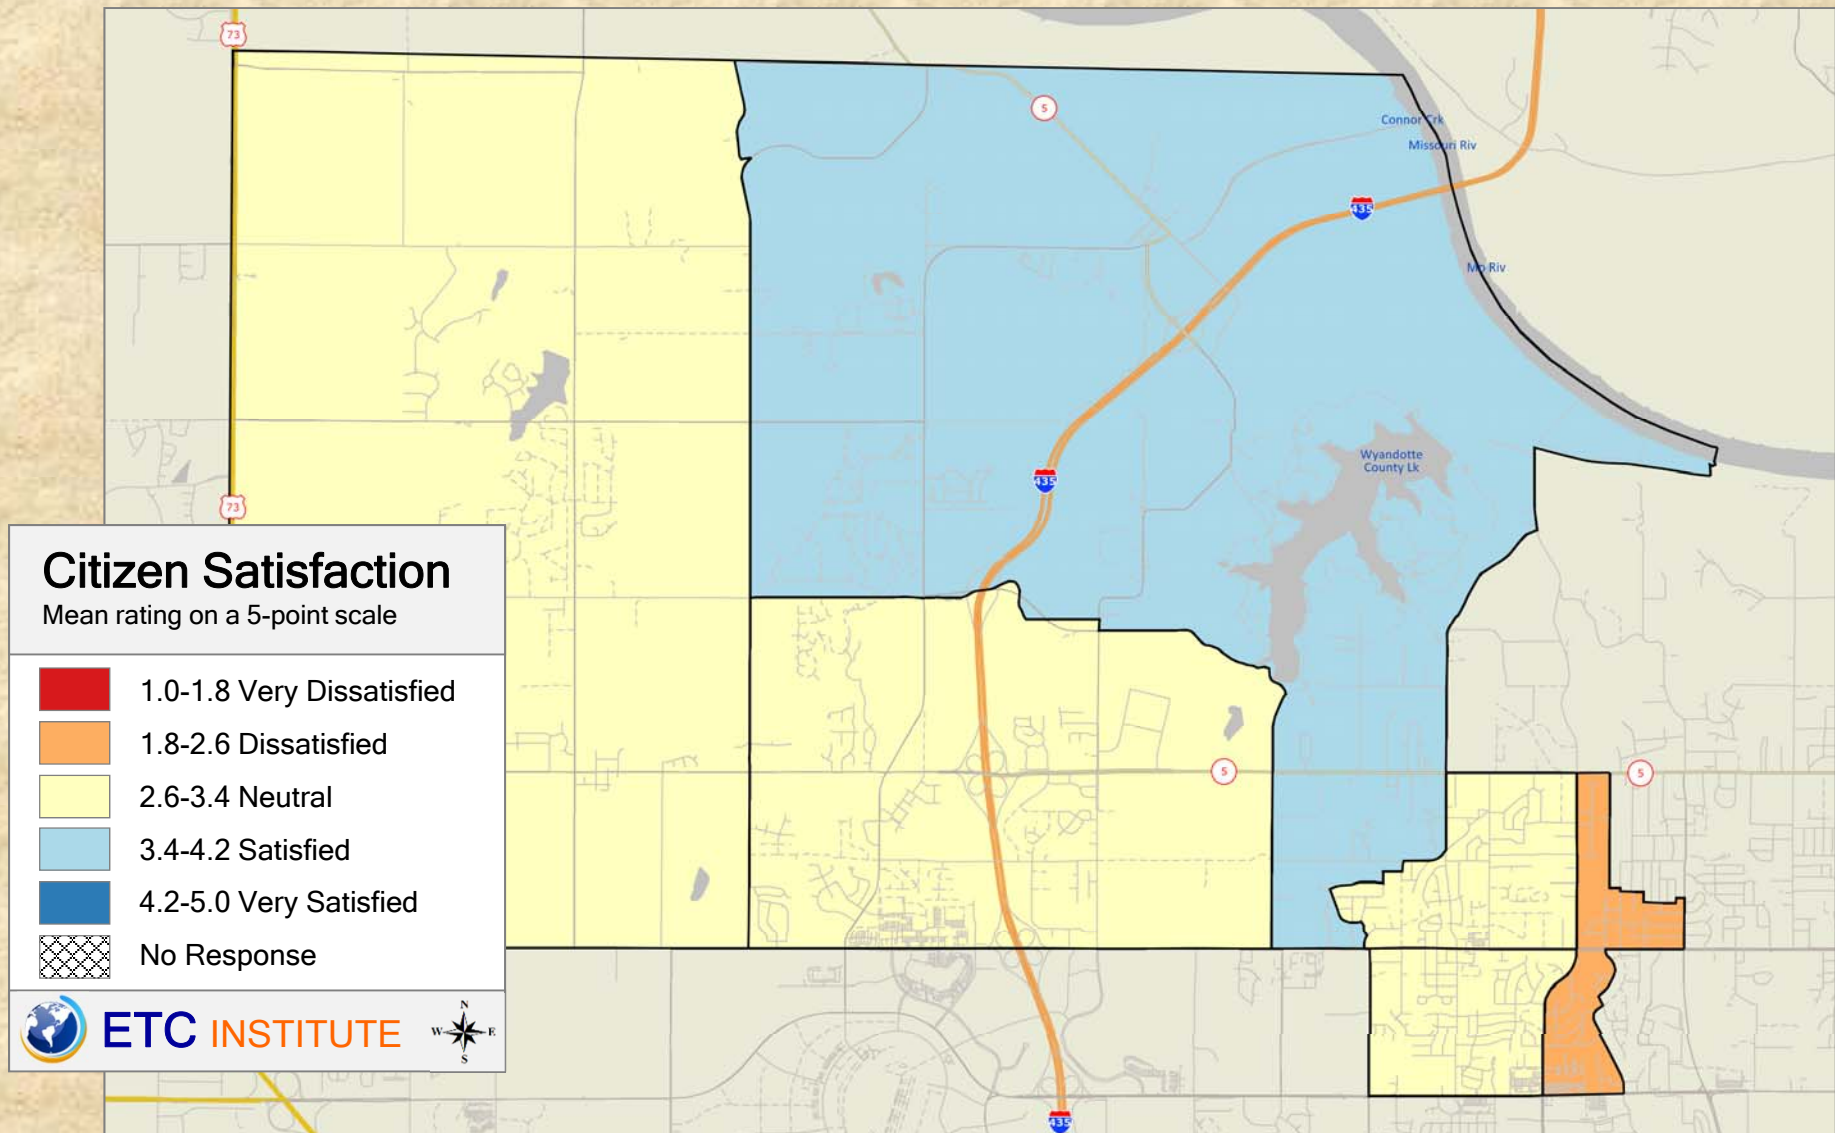 73
5
Connor Crk
Missouri Riv
435
Mo Riv
Wyandotte
County Lk
435
73
Citizen Satisfaction
Mean rating on a 5-point scale
1.0-1.8 Very Dissatisfied
1.8-2.6 Dissatisfied
2.6-3.4 Neutral
3.4-4.2 Satisfied
4.2-5.0 Very Satisfied
No Response
5
5
ETC INSTITUTE
N
W E
S
435